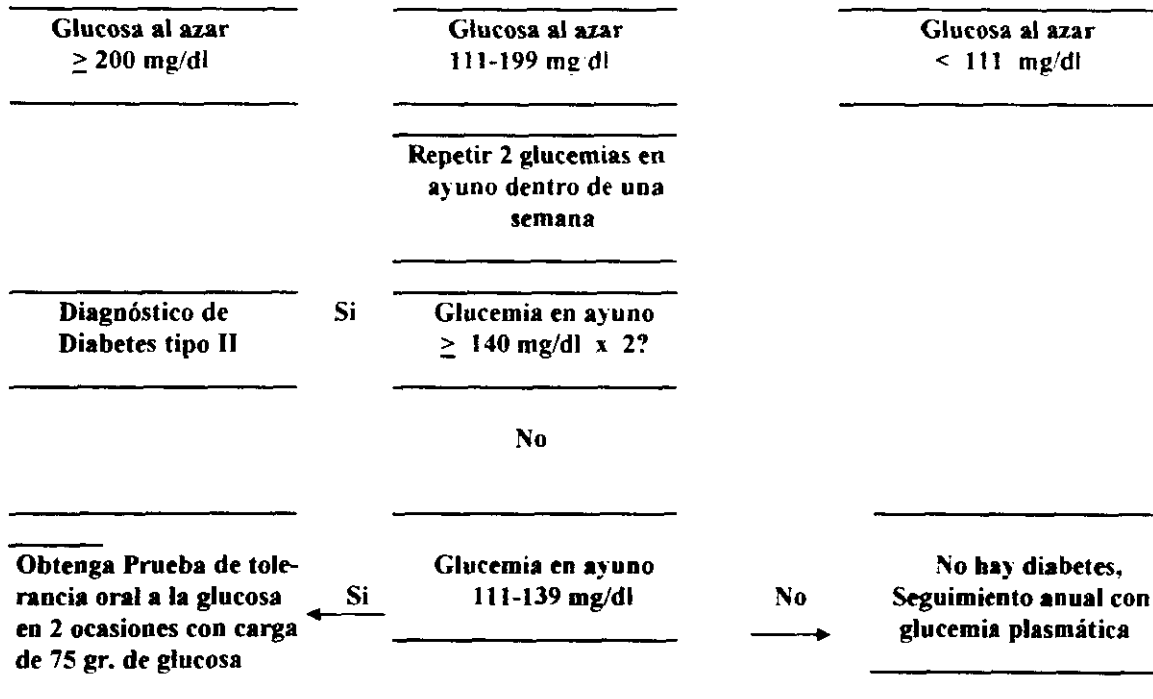 Glucosa al azar
≥ 200 mg/dl
Glucosa al azar
111-199 mg dl
Glucosa al azar
< 111 mg/dl
Repetir 2 glucemias en
ayuno dentro de una
semana
Diagnóstico de
Diabetes tipo II
Si
Glucemia en ayuno
≥ 140 mg/dl x 2?
No
Obtenga Prueba de tole-
rancia oral a la glucosa
en 2 ocasiones con carga
de 75 gr. de glucosa
Si
Glucemia en ayuno
111-139 mg/dl
No
No hay diabetes,
Seguimiento anual con
glucemia plasmática